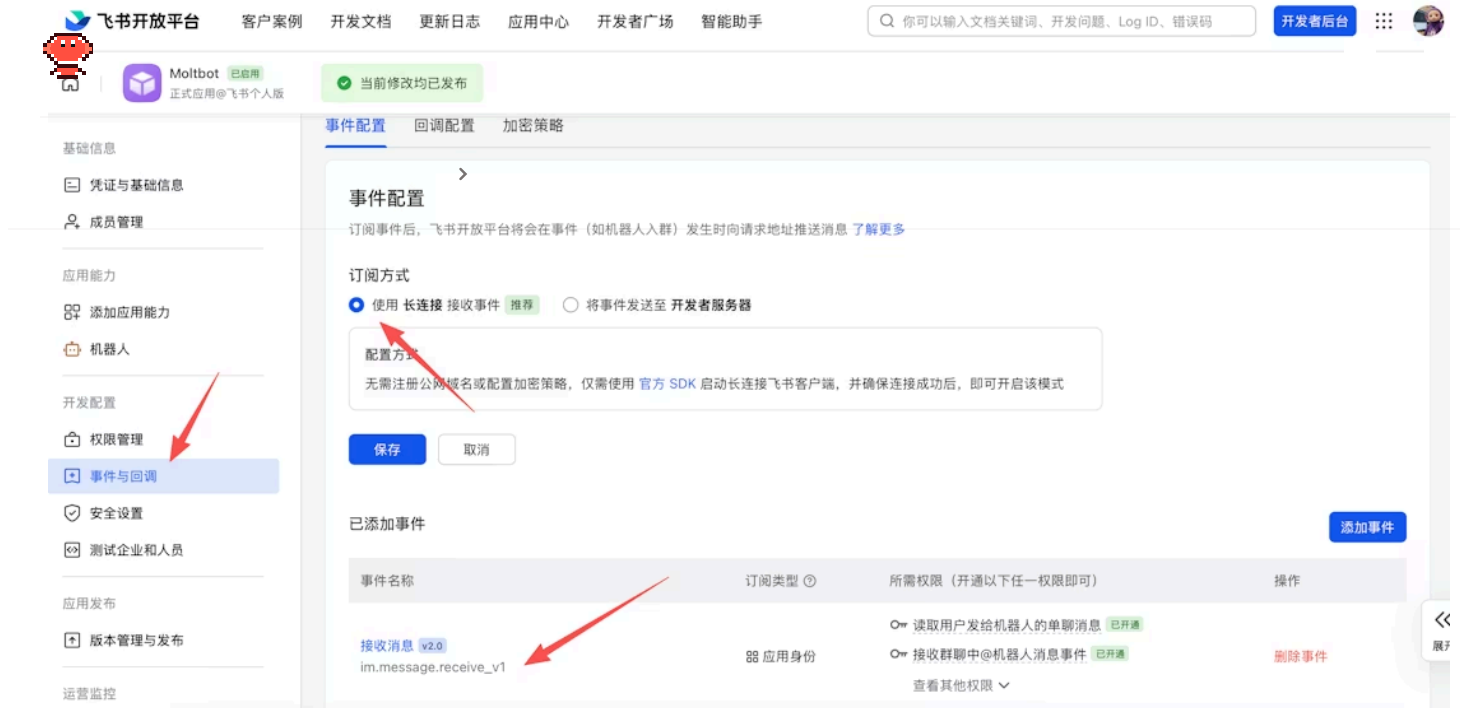 飞书开放平台 客户案例 开发文档 更新日志 应用中心 开发者广场 智能助手 你可以输入文档关键词、开发问题、Log ID、错误码 开发者后台
Moltbot 已启用
正式应用@飞书个人版
当前修改均已发布
事件配置 回调配置 加密策略
基础信息
凭证与基础信息
成员管理
应用能力
添加应用能力
机器人
开发配置
权限管理
事件与回调
安全设置
测试企业和人员
应用发布
版本管理与发布
运营监控
事件配置
订阅事件后，飞书开放平台将会在事件（如机器人入群）发生时向请求地址推送消息 了解更多
订阅方式
使用 长连接 接收事件 推荐 将事件发送至 开发者服务器
配置方式
无需注册公网域名或配置加密策略，仅需使用 官方 SDK 启动长连接飞书客户端，并确保连接成功后，即可开启该模式
保存 取消
已添加事件 添加事件
事件名称 订阅类型 所需权限（开通以下任一权限即可） 操作
接收消息 v2.0
im.message.receive_v1
应用身份
读取用户发给机器人的单聊消息 已开通
接收群聊中@机器人消息事件 已开通
查看其他权限
删除事件
展开